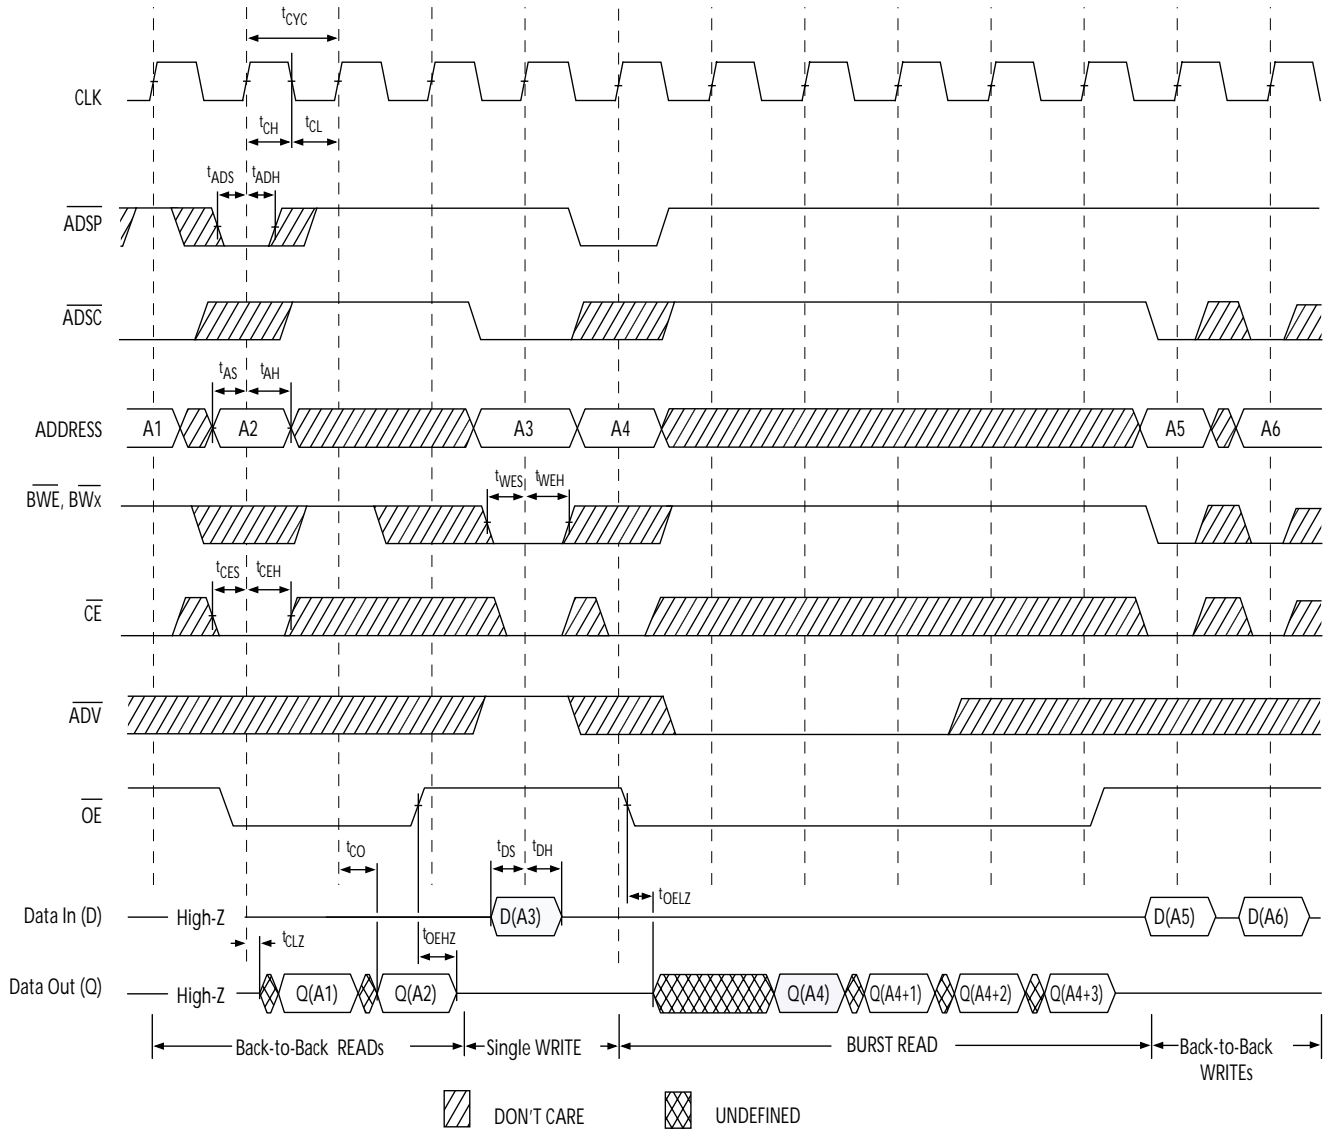 tCYC
CLK
tCH tCL
tADS tADH
ADSP
ADSC
tAS tAH
ADDRESS A1 A2 A3 A4 A5 A6
tWES tWEH
BWE, BWx
tCES tCEH
CE
ADV
OE
tCO tDS tDH
tOELZ
Data In (D) High-Z D(A3) D(A5) D(A6)
tCLZ tOEHZ
Data Out (Q) High-Z Q(A1) Q(A2) Q(A4) Q(A4+1) Q(A4+2) Q(A4+3)
Back-to-Back READs Single WRITE BURST READ Back-to-Back
WRITEs
DON'T CARE UNDEFINED